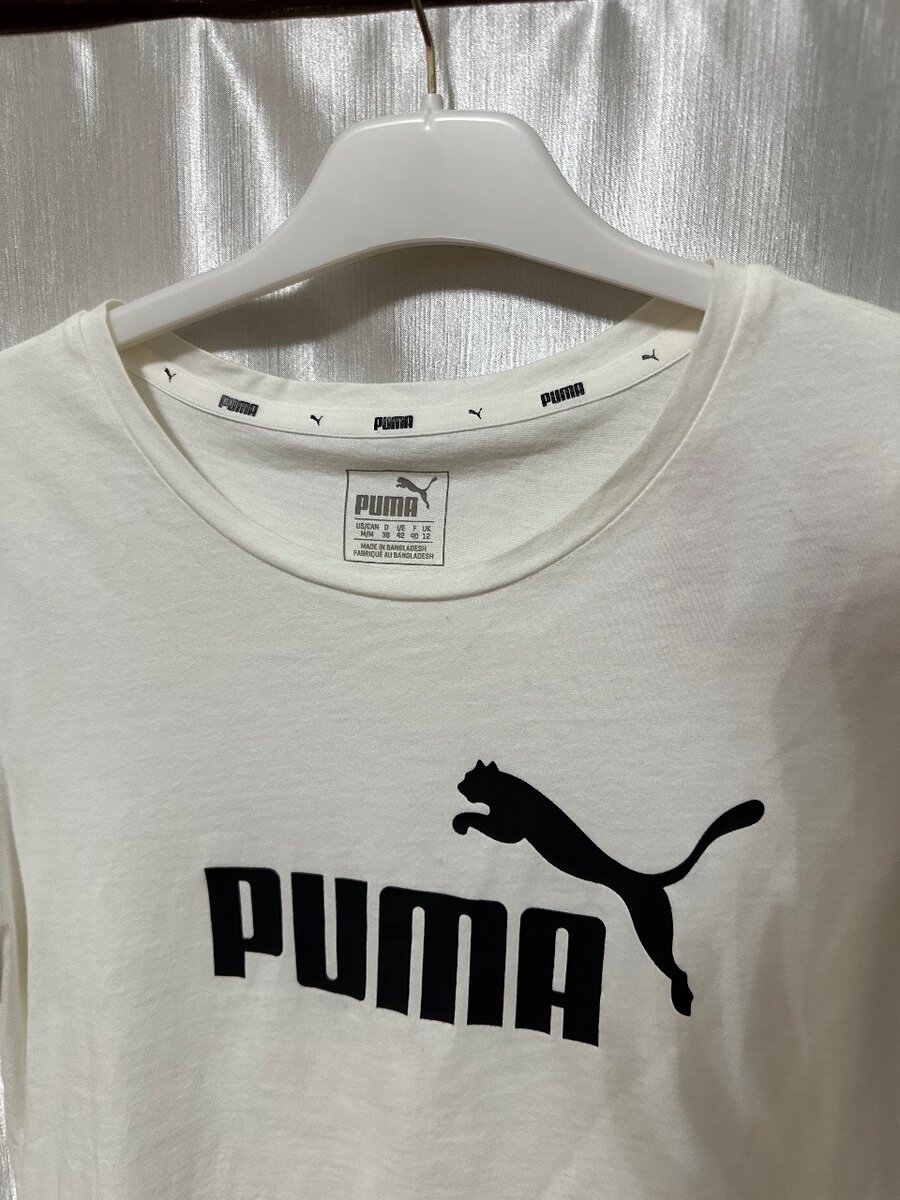 PUMA PUMA PUMA
PUMA
US/CAN D I/E F UK
M/M 38 42 40 12
MADE IN BANGLADESH
FABRIQUÉ AU BANGLADESH
PUMA